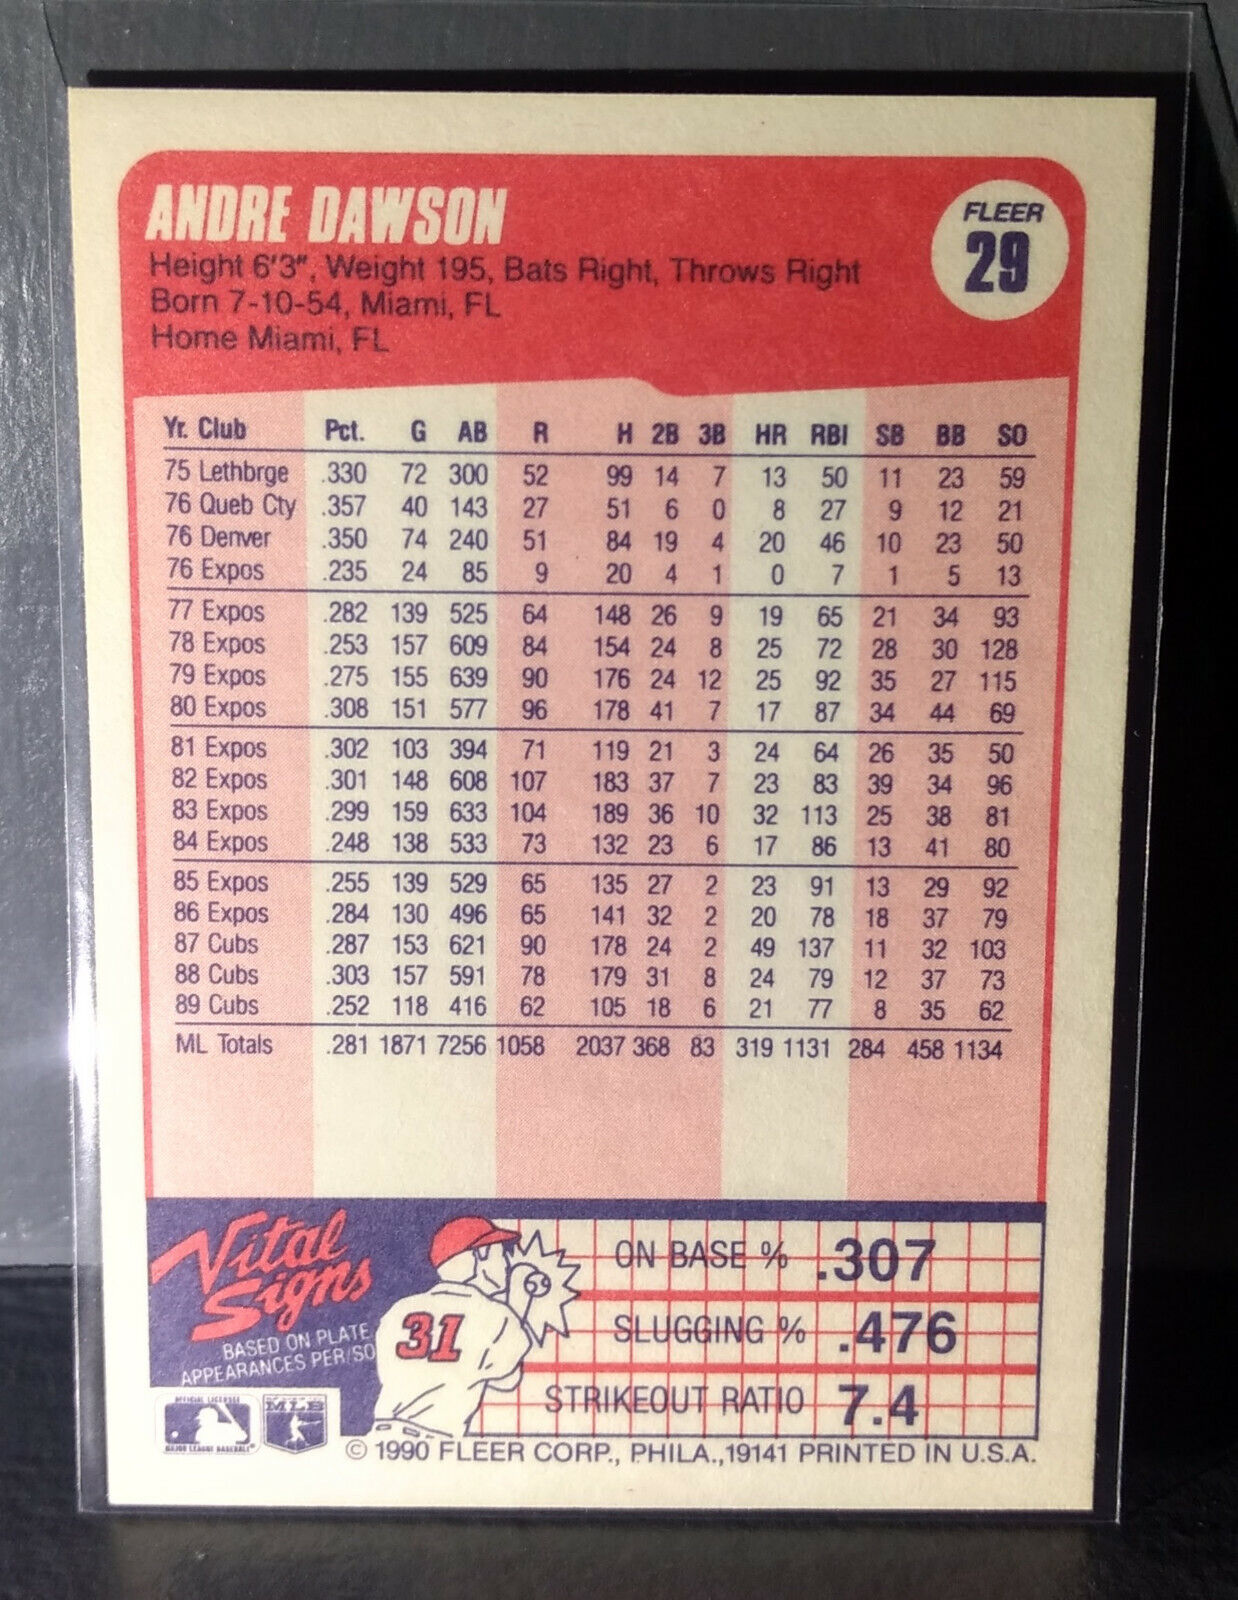 ANDRE DAWSON
Height 6'3", Weight 195, Bats Right, Throws Right
Born 7-10-54, Miami, FL
Home Miami, FL
FLEER
29
Yr. Club Pct. G AB R H 2B 3B HR RBI SB BB SO
75 Lethbrge .330 72 300 52 99 14 7 13 50 11 23 59
76 Queb Cty .357 40 143 27 51 6 0 8 27 9 12 21
76 Denver .350 74 240 51 84 19 4 20 46 10 23 50
76 Expos .235 24 85 9 20 4 1 0 7 1 5 13
77 Expos .282 139 525 64 148 26 9 19 65 21 34 93
78 Expos .253 157 609 84 154 24 8 25 72 28 30 128
79 Expos .275 155 639 90 176 24 12 25 92 35 27 115
80 Expos .308 151 577 96 178 41 7 17 87 34 44 69
81 Expos .302 103 394 71 119 21 3 24 64 26 35 50
82 Expos .301 148 608 107 183 37 7 23 83 39 34 96
83 Expos .299 159 633 104 189 36 10 32 113 25 38 81
84 Expos .248 138 533 73 132 23 6 17 86 13 41 80
85 Expos .255 139 529 65 135 27 2 23 91 13 29 92
86 Expos .284 130 496 65 141 32 2 20 78 18 37 79
87 Cubs .287 153 621 90 178 24 2 49 137 11 32 103
88 Cubs .303 157 591 78 179 31 8 24 79 12 37 73
89 Cubs .252 118 416 62 105 18 6 21 77 8 35 62
ML Totals .281 1871 7256 1058 2037 368 83 319 1131 284 458 1134
Vital
Signs
BASED ON PLATE
APPEARANCES PER/SO
31
ON BASE % .307
SLUGGING % .476
STRIKEOUT RATIO 7.4
OFFICIAL LICENSEE
MAJOR LEAGUE BASEBALL
MLB
© 1990 FLEER CORP., PHILA., 19141 PRINTED IN U.S.A.